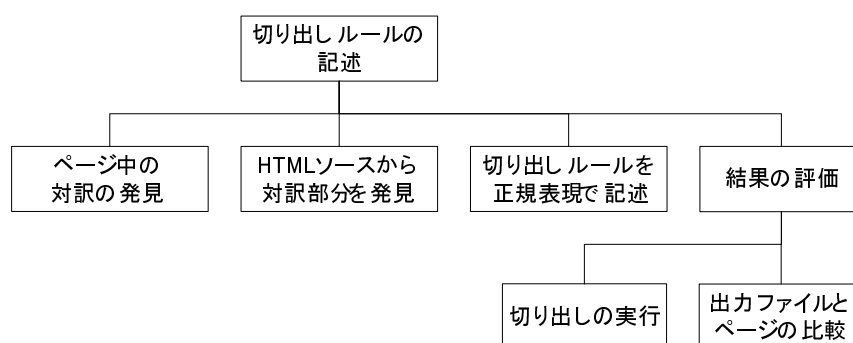 切り出しルールの
記述
ページ中の
対訳の発見
HTMLソースから
対訳部分を発見
切り出しルールを
正規表現で記述
結果の評価
切り出しの実行
出力ファイルと
ページの比較